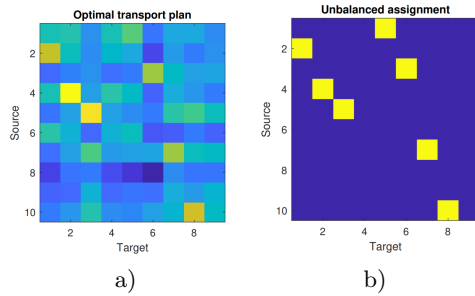 Optimal transport plan
2
4
6
8
10
Source
2 4 6 8
Target
a)
Unbalanced assignment
2
4
6
8
10
Source
2 4 6 8
Target
b)